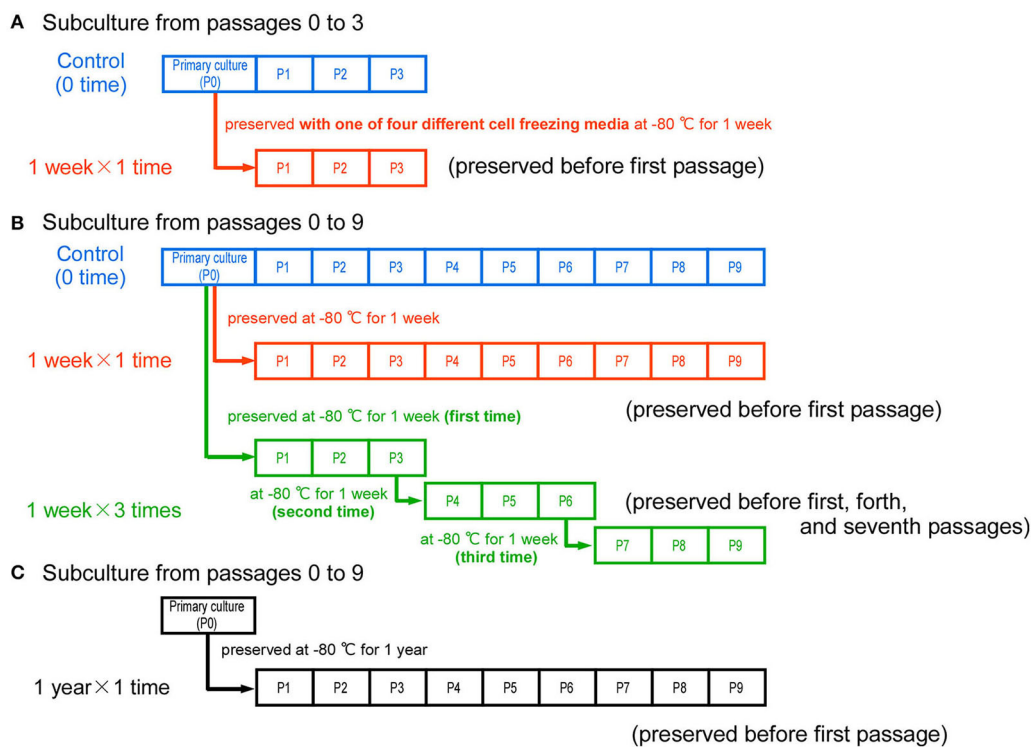 A Subculture from passages 0 to 3
Control
(0 time)
Primary culture
(P0)
P1 P2 P3
preserved with one of four different cell freezing media at -80 ℃ for 1 week
1 week×1 time
P1 P2 P3
(preserved before first passage)
B Subculture from passages 0 to 9
Control
(0 time)
Primary culture
(P0)
P1 P2 P3 P4 P5 P6 P7 P8 P9
preserved at -80 ℃ for 1 week
1 week×1 time
P1 P2 P3 P4 P5 P6 P7 P8 P9
(preserved before first passage)
preserved at -80 ℃ for 1 week (first time)
P1 P2 P3
at -80 ℃ for 1 week
(second time)
1 week×3 times
P4 P5 P6
(preserved before first, forth,
and seventh passages)
at -80 ℃ for 1 week
(third time)
P7 P8 P9
C Subculture from passages 0 to 9
Primary culture
(P0)
preserved at -80 ℃ for 1 year
1 year×1 time
P1 P2 P3 P4 P5 P6 P7 P8 P9
(preserved before first passage)